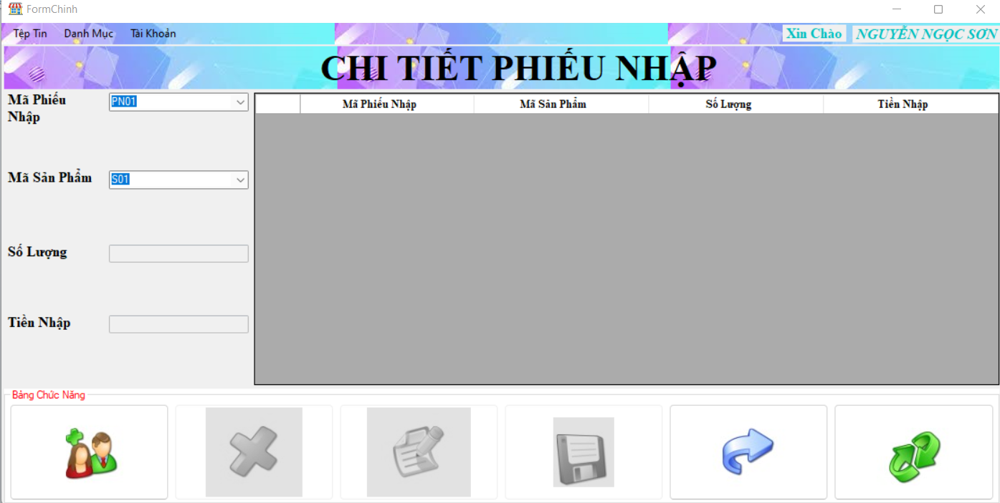 FormChinh
Tệp Tin Danh Mục Tài Khoản Xin Chào NGUYỄN NGỌC SƠN
CHI TIẾT PHIẾU NHẬP
Mã Phiếu
Nhập
PN01
Mã Sản Phẩm
S01
Số Lượng
Tiền Nhập
Mã Phiếu Nhập Mã Sản Phẩm Số Lượng Tiền Nhập
Bảng Chức Năng